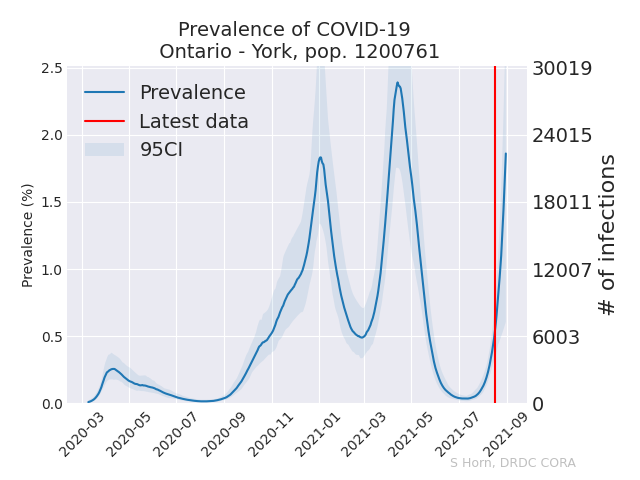 Prevalence of COVID-19
Ontario - York, pop. 1200761
2.5
2.0
1.5
1.0
0.5
0.0
Prevalence (%)
Prevalence
Latest data
95CI
30019
24015
18011
12007
6003
0
# of infections
2020-03
2020-05
2020-07
2020-09
2020-11
2021-01
2021-03
2021-05
2021-07
2021-09
S Horn, DRDC CORA